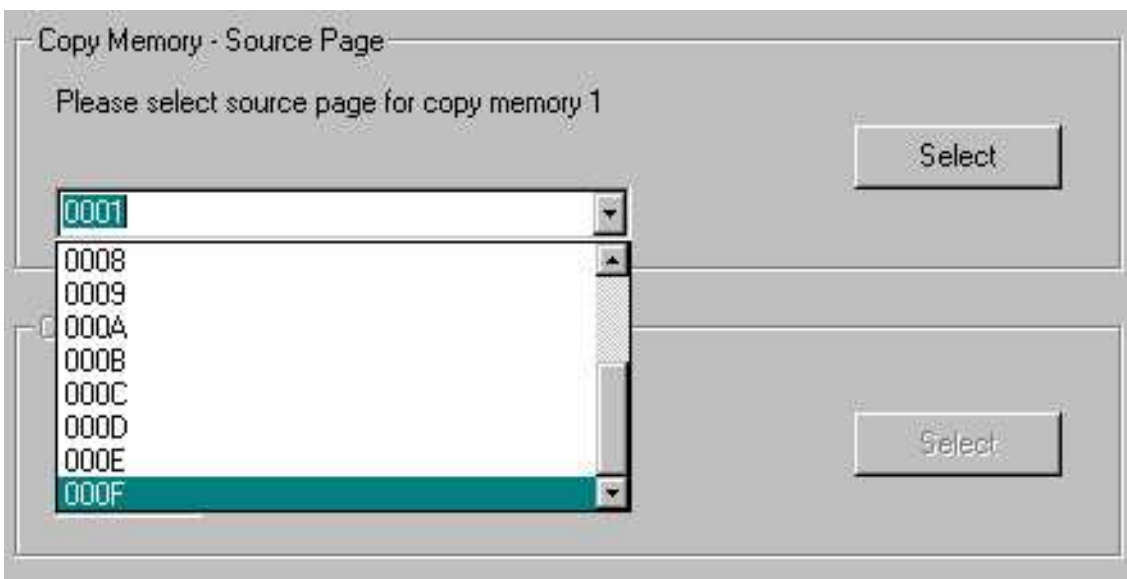 Copy Memory - Source Page
Please select source page for copy memory 1
Select
0001
0008
0009
000A
000B
000C
000D
000E
000F
Select